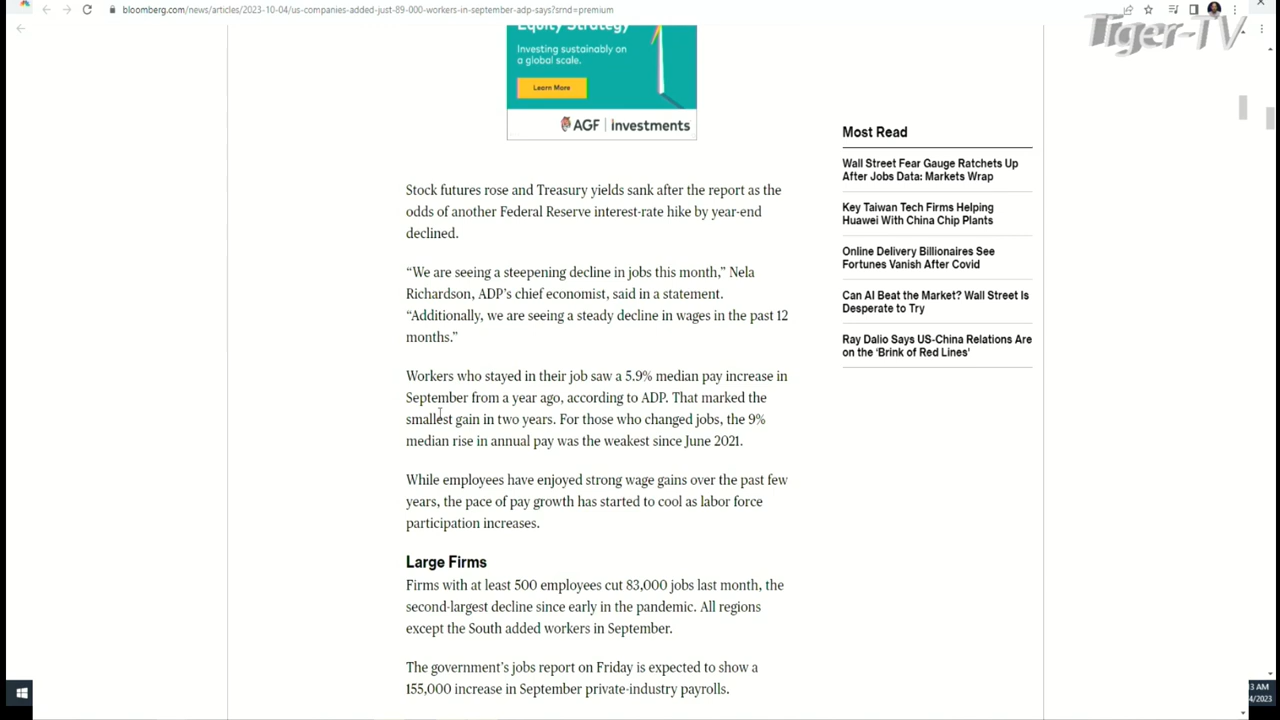 bloomberg.com/news/articles/2023-10-04/us-companies-added-just-89-000-workers-in-september-adp-says?srnd=premium
Tiger-TV
Equity Strategy
Investing sustainably on
a global scale.
Learn More
AGF | investments
Stock futures rose and Treasury yields sank after the report as the
odds of another Federal Reserve interest-rate hike by year-end
declined.
“We are seeing a steepening decline in jobs this month,” Nela
Richardson, ADP’s chief economist, said in a statement.
“Additionally, we are seeing a steady decline in wages in the past 12
months.”
Workers who stayed in their job saw a 5.9% median pay increase in
September from a year ago, according to ADP. That marked the
smallest gain in two years. For those who changed jobs, the 9%
median rise in annual pay was the weakest since June 2021.
While employees have enjoyed strong wage gains over the past few
years, the pace of pay growth has started to cool as labor force
participation increases.
Large Firms
Firms with at least 500 employees cut 83,000 jobs last month, the
second-largest decline since early in the pandemic. All regions
except the South added workers in September.
The government’s jobs report on Friday is expected to show a
155,000 increase in September private-industry payrolls.
Most Read
Wall Street Fear Gauge Ratchets Up
After Jobs Data: Markets Wrap
Key Taiwan Tech Firms Helping
Huawei With China Chip Plants
Online Delivery Billionaires See
Fortunes Vanish After Covid
Can AI Beat the Market? Wall Street Is
Desperate to Try
Ray Dalio Says US-China Relations Are
on the 'Brink of Red Lines'
3 AM
4/2023